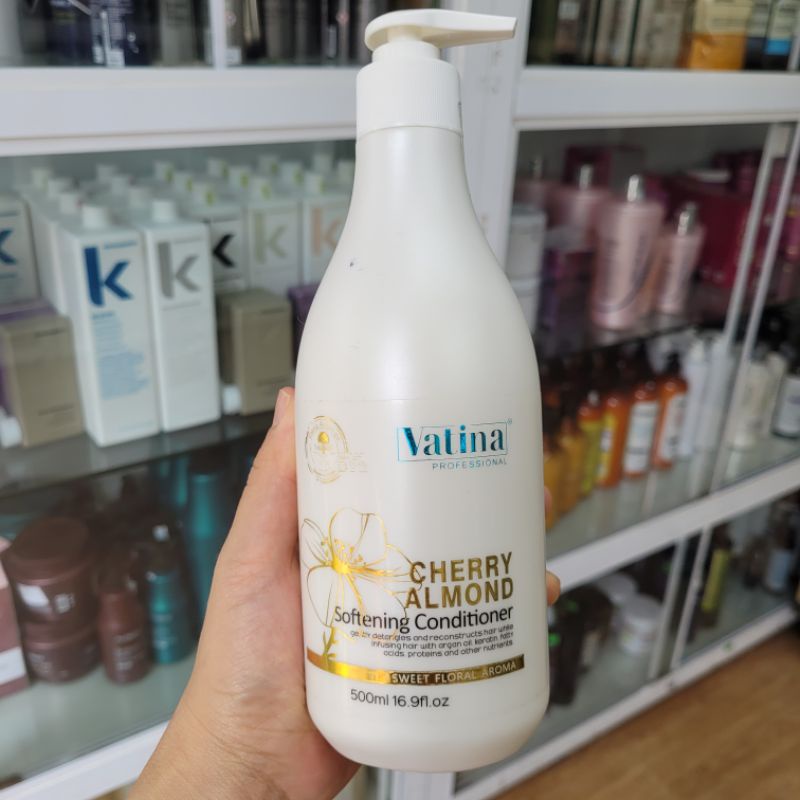 Vatina®
PROFESSIONAL
CHERRY
ALMOND
Softening Conditioner
gently detangles and reconstructs hair while
infusing hair with argan oil, keratin, fatty
acids, proteins and other nutrients.
SWEET FLORAL AROMA
500ml 16.9fl.oz
k
k
k
k